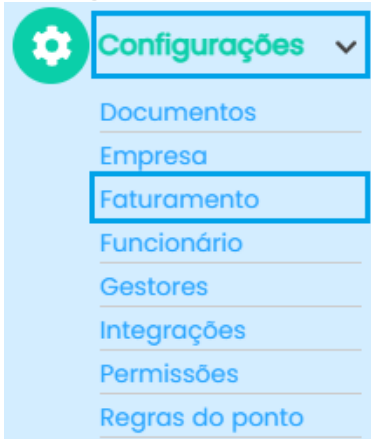 Configurações
Documentos
Empresa
Faturamento
Funcionário
Gestores
Integrações
Permissões
Regras do ponto